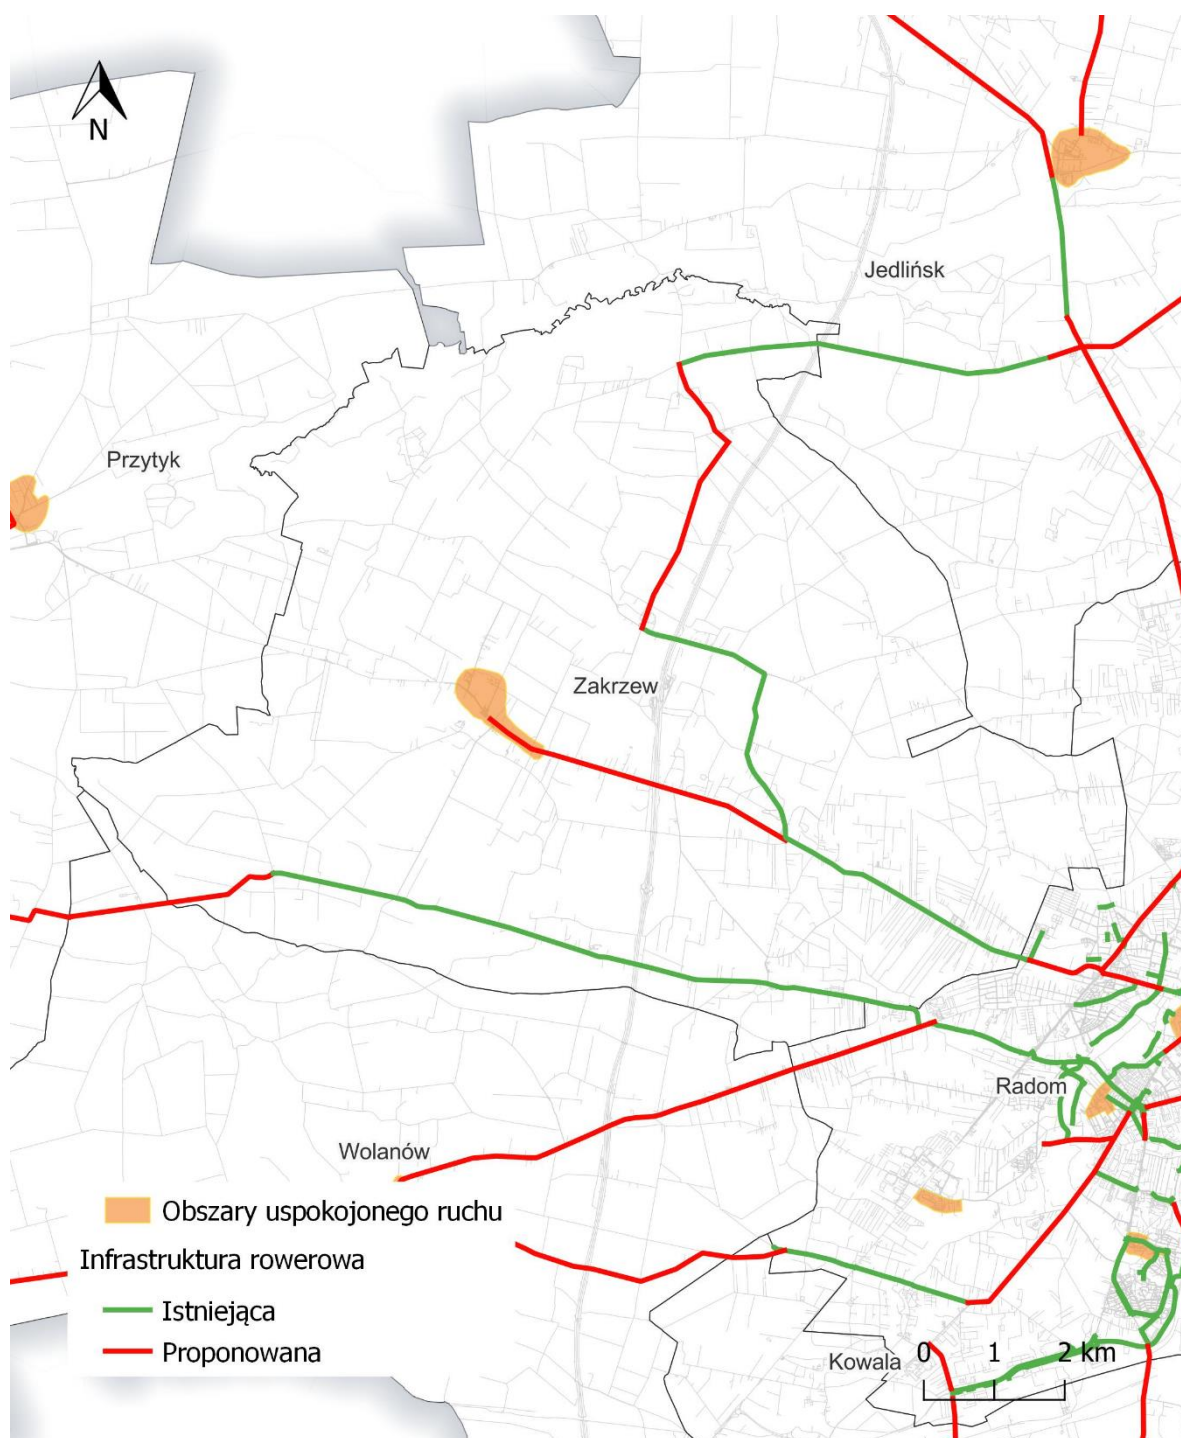 N
Jedlińsk
Przytyk
Zakrzew
Radom
Wolanów
Obszary uspokojonego ruchu
Infrastruktura rowerowa
Istniejąca
Proponowana
Kowala
0 1 2 km